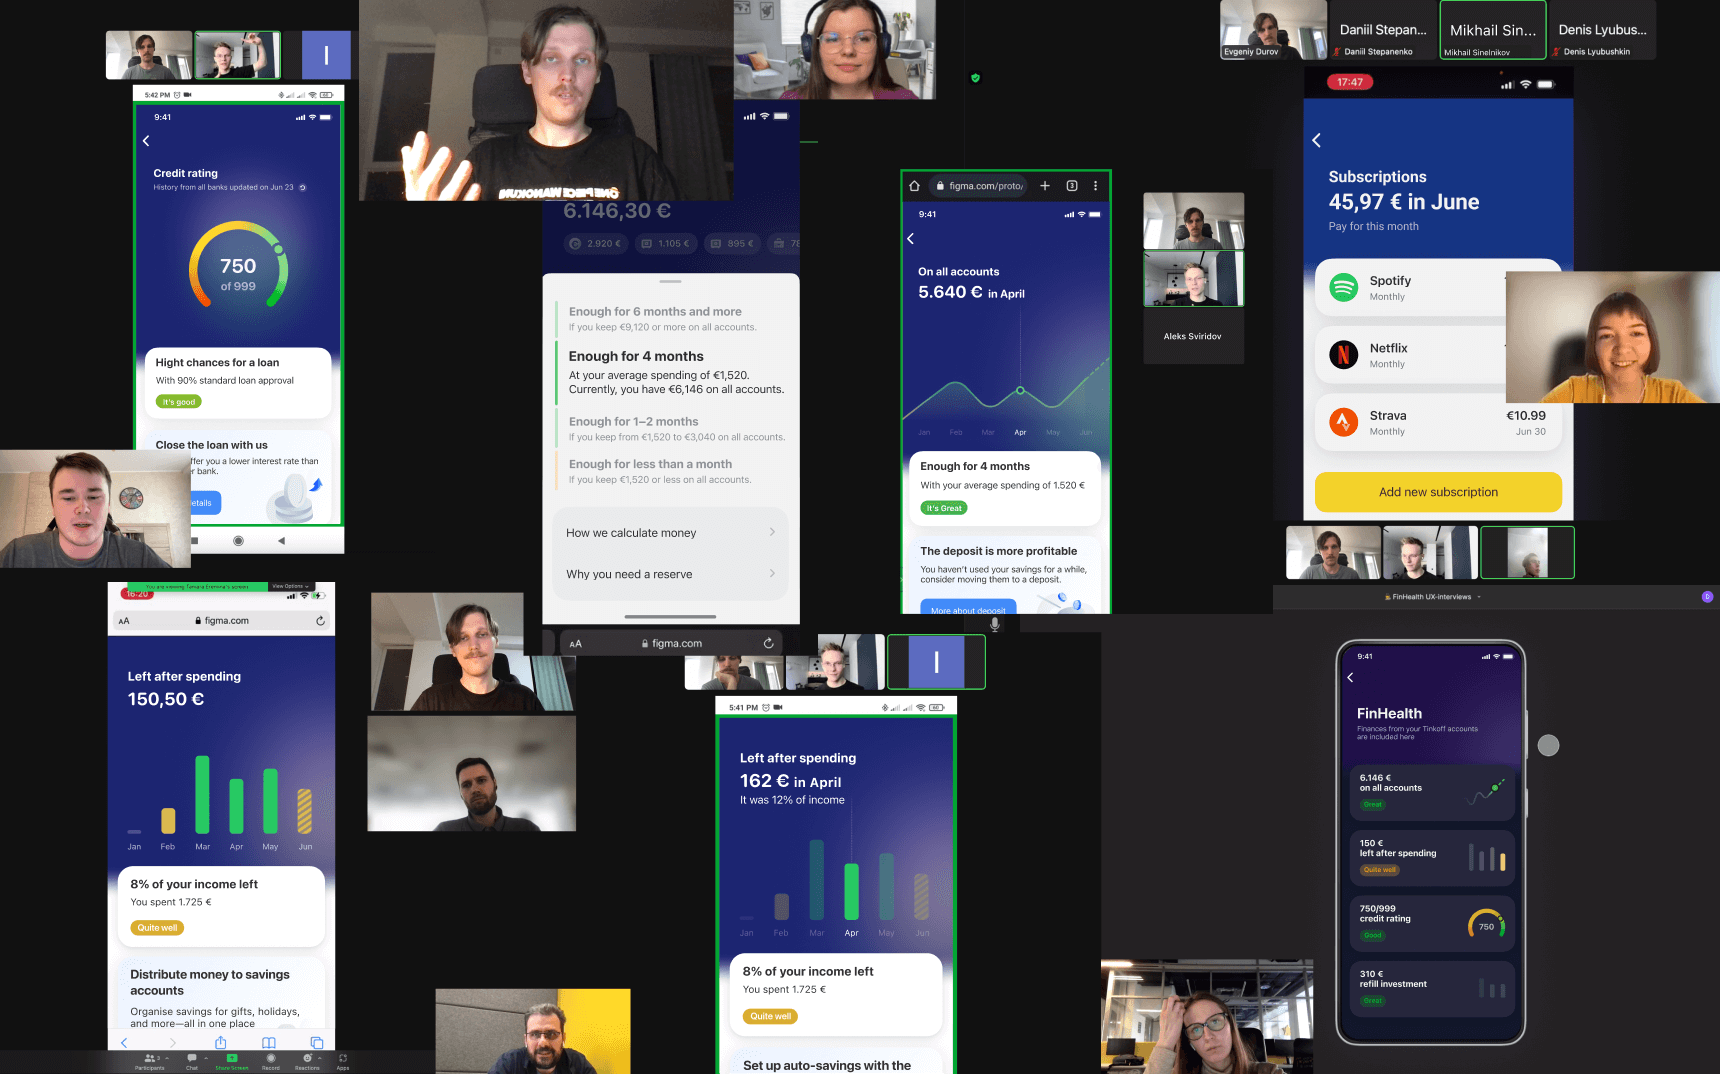 5:42 PM
9:41
Credit rating
History from all banks updated on Jun 23
750
of 999
Hight chances for a loan
With 90% standard loan approval
It's good
Close the loan with us
ffer you a lower interest rate than
er bank.
etails
I
6.146,30 €
2.920 €
1.105 €
895 €
78
Enough for 6 months and more
If you keep €9,120 or more on all accounts.
Enough for 4 months
At your average spending of €1,520.
Currently, you have €6,146 on all accounts.
Enough for 1–2 months
If you keep from €1,520 to €3,040 on all accounts.
Enough for less than a month
If you keep €1,520 or less on all accounts.
How we calculate money
Why you need a reserve
AA
figma.com
figma.com/proto/
3
9:41
On all accounts
5.640 € in April
Jan
Feb
Mar
Apr
May
Jun
Enough for 4 months
With your average spending of 1.520 €
It's Great
The deposit is more profitable
You haven't used your savings for a while,
consider moving them to a deposit.
More about deposit
Aleks Sviridov
Evgeniy Durov
Daniil Stepan...
Daniil Stepanenko
Mikhail Sin...
Mikhail Sinelnikov
Denis Lyubus...
Denis Lyubushkin
17:47
Subscriptions
45,97 € in June
Pay for this month
Spotify
Monthly
Netflix
Monthly
Strava
Monthly
€10.99
Jun 30
Add new subscription
FinHealth UX-interviews
You are viewing Tamara Eremina's screen
View Options
16:20
AA
figma.com
Left after spending
150,50 €
Jan
Feb
Mar
Apr
May
Jun
8% of your income left
You spent 1.725 €
Quite well
Distribute money to savings
accounts
Organise savings for gifts, holidays,
and more—all in one place
Participants
3
Chat
Share Screen
Record
Reactions
Apps
I
5:41 PM
Left after spending
162 € in April
It was 12% of income
Jan
Feb
Mar
Apr
May
Jun
8% of your income left
You spent 1.725 €
Quite well
Set up auto-savings with the
9:41
FinHealth
Finances from your Tinkoff accounts
are included here
6.146 €
on all accounts
Great
150 €
left after spending
Quite well
750/999
credit rating
Good
750
310 €
refill investment
Great